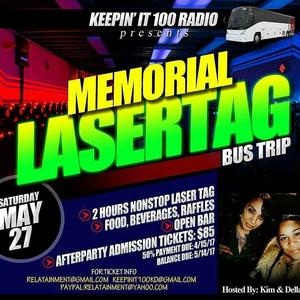 KEEPIN' IT 100 RADIO
presents
MEMORIAL
LASERTAG
BUS TRIP
SATURDAY
MAY
27
2 HOURS NONSTOP LASER TAG
FOOD, BEVERAGES, RAFFLES
OPEN BAR
AFTERPARTY ADMISSION TICKETS: $85
50% PAYMENT DUE: 4/15/17
BALANCE DUE: 5/14/17
FOR TICKET INFO
RELATAINMENT@GMAIL.COM KEEPINIT100KD@GMAIL.COM
PAYPAL:RELATAINMENT@YAHOO.COM
Hosted By: Kim & Della